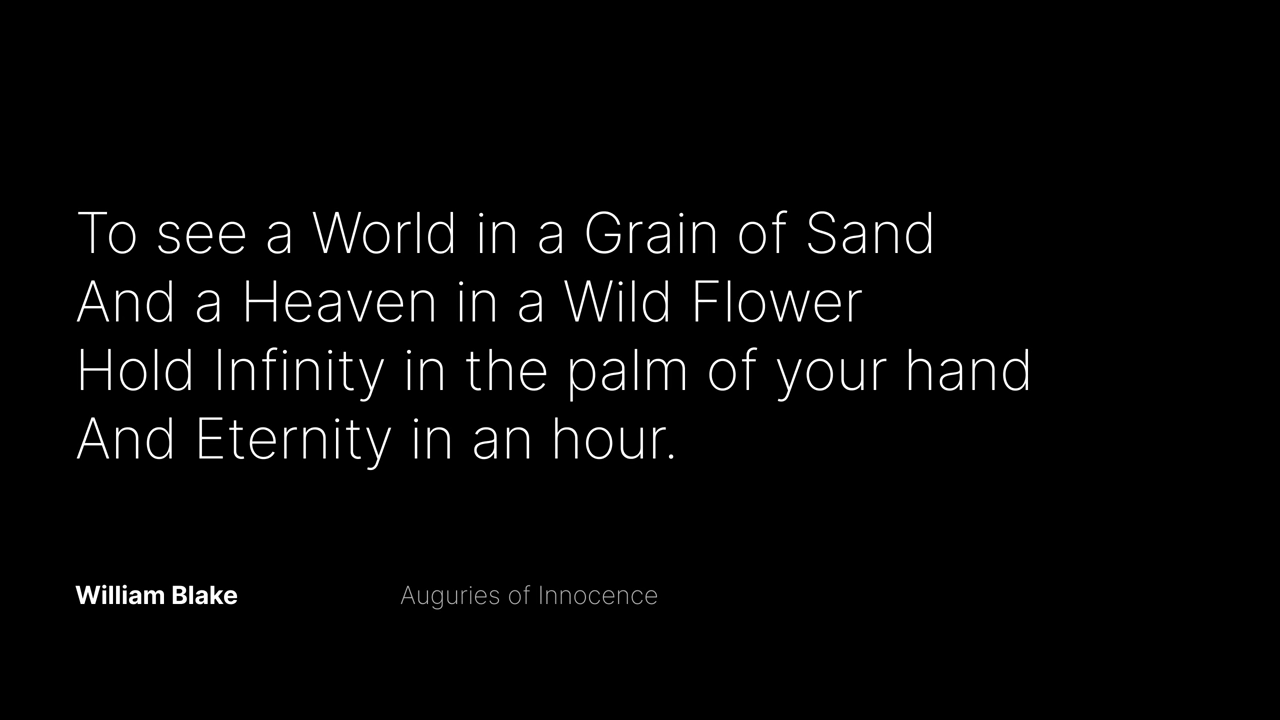 To see a World in a Grain of Sand
And a Heaven in a Wild Flower
Hold Infinity in the palm of your hand
And Eternity in an hour.
William Blake Auguries of Innocence